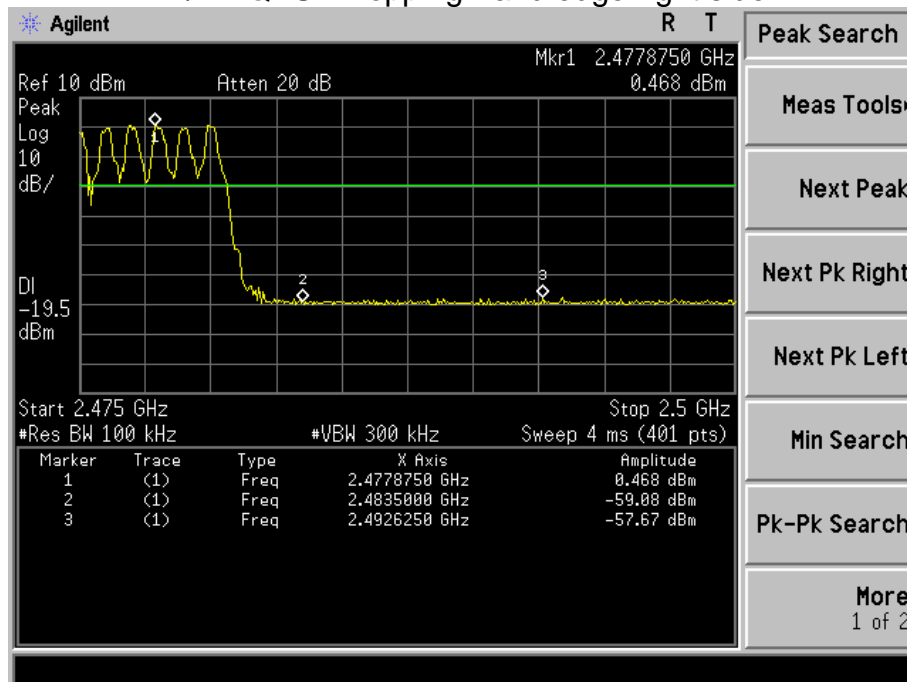 Agilent
R T
Peak Search
Mkr1 2.4778750 GHz
Ref 10 dBm Atten 20 dB 0.468 dBm
Peak
Log
10
dB/
1
2
3
DI
-19.5
dBm
Start 2.475 GHz Stop 2.5 GHz
#Res BW 100 kHz #VBW 300 kHz Sweep 4 ms (401 pts)
Marker Trace Type X Axis Amplitude
1 (1) Freq 2.4778750 GHz 0.468 dBm
2 (1) Freq 2.4835000 GHz -59.08 dBm
3 (1) Freq 2.4926250 GHz -57.67 dBm
Meas Tools
Next Peak
Next Pk Right
Next Pk Left
Min Search
Pk-Pk Search
More
1 of 2